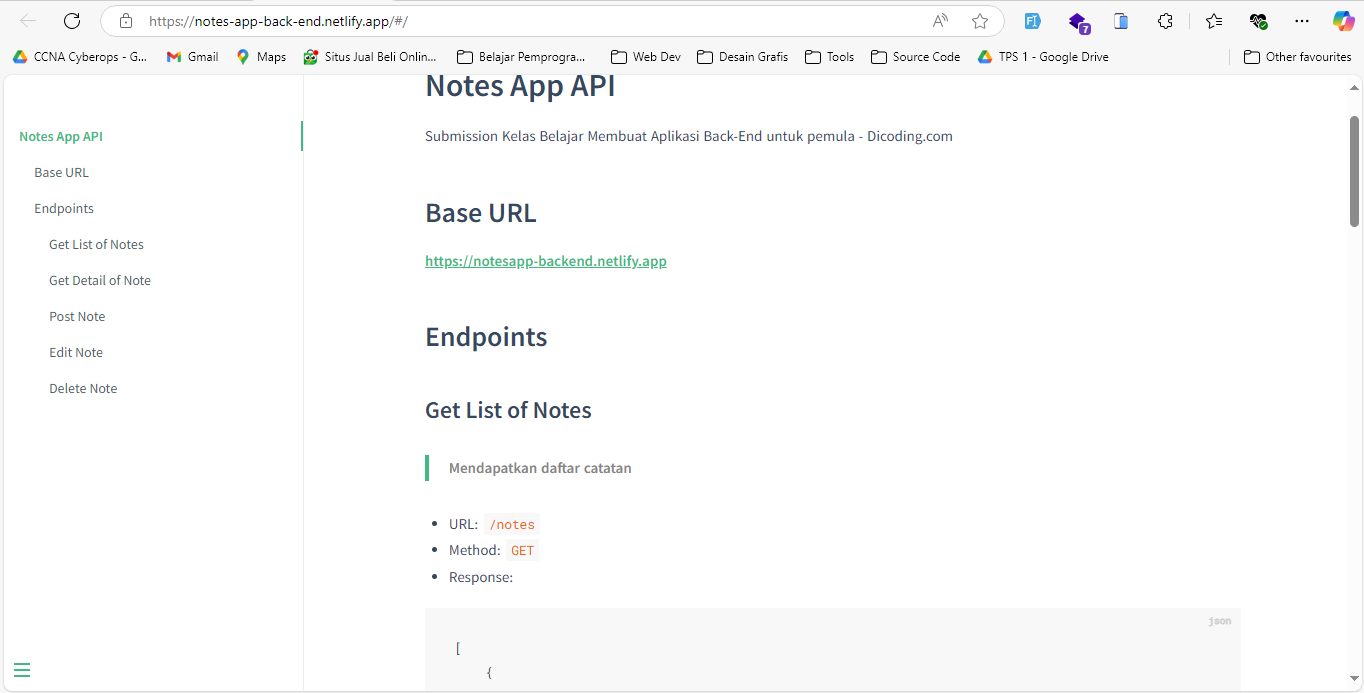 https://notes-app-back-end.netlify.app/#/
7
CCNA Cyberops - G...
Gmail
Maps
Situs Jual Beli Onlin...
Belajar Pemprogra...
Web Dev
Desain Grafis
Tools
Source Code
TPS 1 - Google Drive
Other favourites
Notes App API
Base URL
Endpoints
Get List of Notes
Get Detail of Note
Post Note
Edit Note
Delete Note
Notes App API
Submission Kelas Belajar Membuat Aplikasi Back-End untuk pemula - Dicoding.com
Base URL
https://notesapp-backend.netlify.app
Endpoints
Get List of Notes
Mendapatkan daftar catatan
URL: /notes
Method: GET
Response:
json
[
{